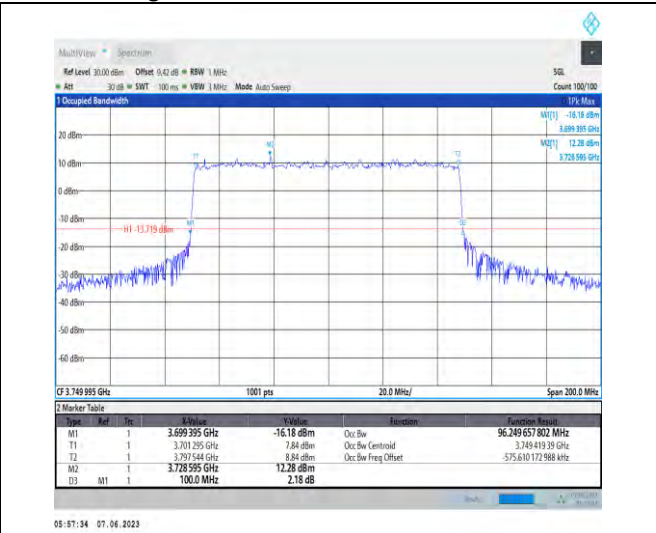 MultiView Spectrum
Ref Level 30.00 dBm Offset 9.42 dB RBW 1 MHz SGL
Att 30 dB SWT 100 ms VBW 3 MHz Mode Auto Sweep Count 100/100
1 Occupied Bandwidth 1Pk Max
M1[1] -16.18 dBm
3.699 395 GHz
M2[1] 12.28 dBm
3.728 595 GHz
20 dBm
M2
T1 T2
10 dBm
0 dBm
-10 dBm
M1 D3
H1 -13.719 dBm
-20 dBm
-30 dBm
-40 dBm
-50 dBm
-60 dBm
CF 3.749 995 GHz 1001 pts 20.0 MHz/ Span 200.0 MHz
2 Marker Table
Type Ref Trc X-Value Y-Value Function Function Result
M1 1 3.699 395 GHz -16.18 dBm Occ Bw 96.249 657 802 MHz
T1 1 3.701 295 GHz 7.84 dBm Occ Bw Centroid 3.749 419 39 GHz
T2 1 3.797 544 GHz 8.84 dBm Occ Bw Freq Offset -575.610 172 988 kHz
M2 1 3.728 595 GHz 12.28 dBm
D3 M1 1 100.0 MHz 2.18 dB
05:57:34 07.06.2023